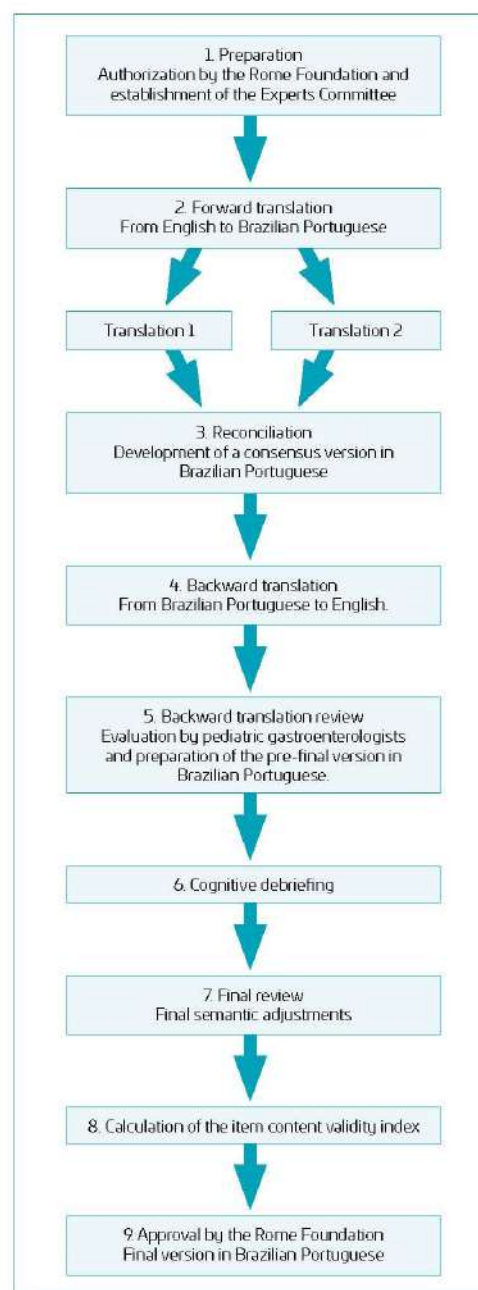 1. Preparation
Authorization by the Rome Foundation and
establishment of the Experts Committee
2. Forward translation
From English to Brazilian Portuguese
Translation 1
Translation 2
3. Reconciliation
Development of a consensus version in
Brazilian Portuguese
4. Backward translation
From Brazilian Portuguese to English.
5. Backward translation review
Evaluation by pediatric gastroenterologists
and preparation of the pre-final version in
Brazilian Portuguese.
6. Cognitive debriefing
7. Final review
Final semantic adjustments
8. Calculation of the item content validity index
9. Approval by the Rome Foundation
Final version in Brazilian Portuguese